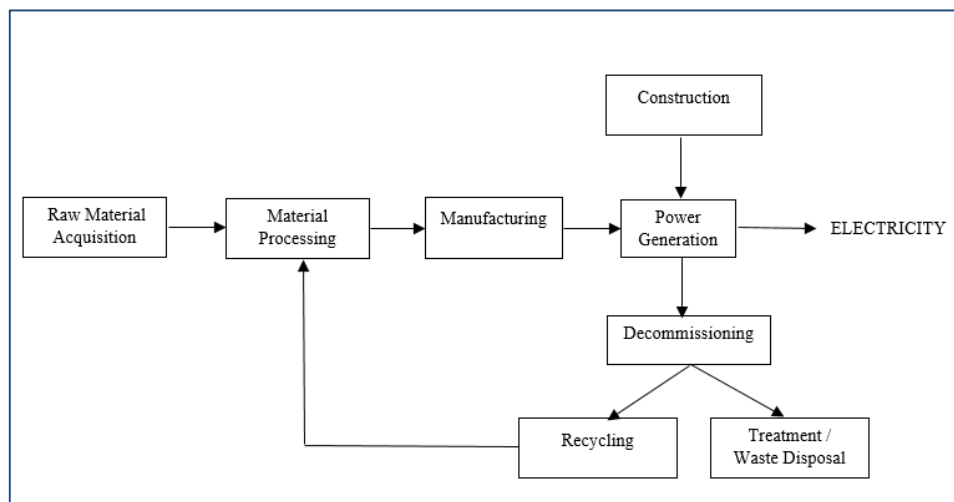 Construction
Raw Material
Acquisition
Material
Processing
Manufacturing
Power
Generation
ELECTRICITY
Decommissioning
Recycling
Treatment /
Waste Disposal